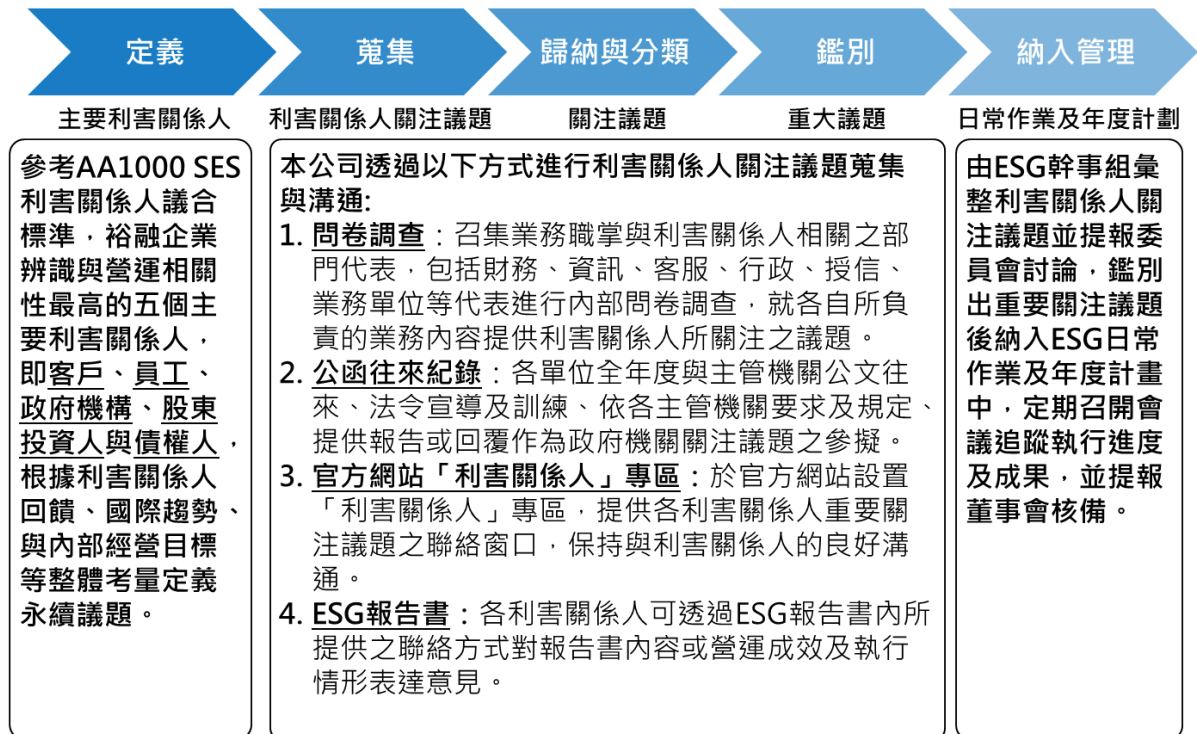 定義
蒐集
歸納與分類
鑑別
納入管理
主要利害關係人
利害關係人關注議題
關注議題
重大議題
日常作業及年度計劃
參考AA1000 SES
利害關係人議合
標準，裕融企業
辨識與營運相關
性最高的五個主
要利害關係人，
即客戶、員工、
政府機構、股東
投資人與債權人，
根據利害關係人
回饋、國際趨勢、
與內部經營目標
等整體考量定義
永續議題。
本公司透過以下方式進行利害關係人關注議題蒐集
與溝通:
1. 問卷調查：召集業務職掌與利害關係人相關之部
門代表，包括財務、資訊、客服、行政、授信、
業務單位等代表進行內部問卷調查，就各自所負
責的業務內容提供利害關係人所關注之議題。
2. 公函往來紀錄：各單位全年度與主管機關公文往
來、法令宣導及訓練、依各主管機關要求及規定、
提供報告或回覆作為政府機關關注議題之參擬。
3. 官方網站「利害關係人」專區：於官方網站設置
「利害關係人」專區，提供各利害關係人重要關
注議題之聯絡窗口，保持與利害關係人的良好溝
通。
4. ESG報告書：各利害關係人可透過ESG報告書內所
提供之聯絡方式對報告書內容或營運成效及執行
情形表達意見。
由ESG幹事組彙
整利害關係人關
注議題並提報委
員會討論，鑑別
出重要關注議題
後納入ESG日常
作業及年度計畫
中，定期召開會
議追蹤執行進度
及成果，並提報
董事會核備。